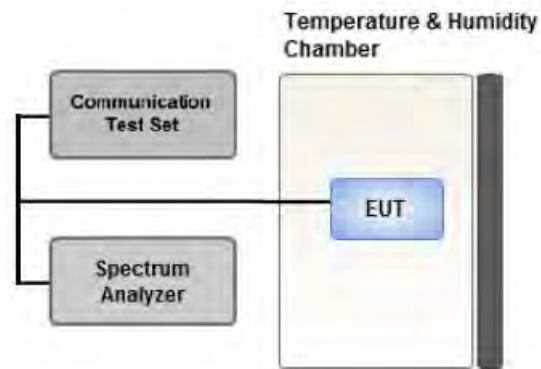 Temperature & Humidity
Chamber
Communication
Test Set
EUT
Spectrum
Analyzer